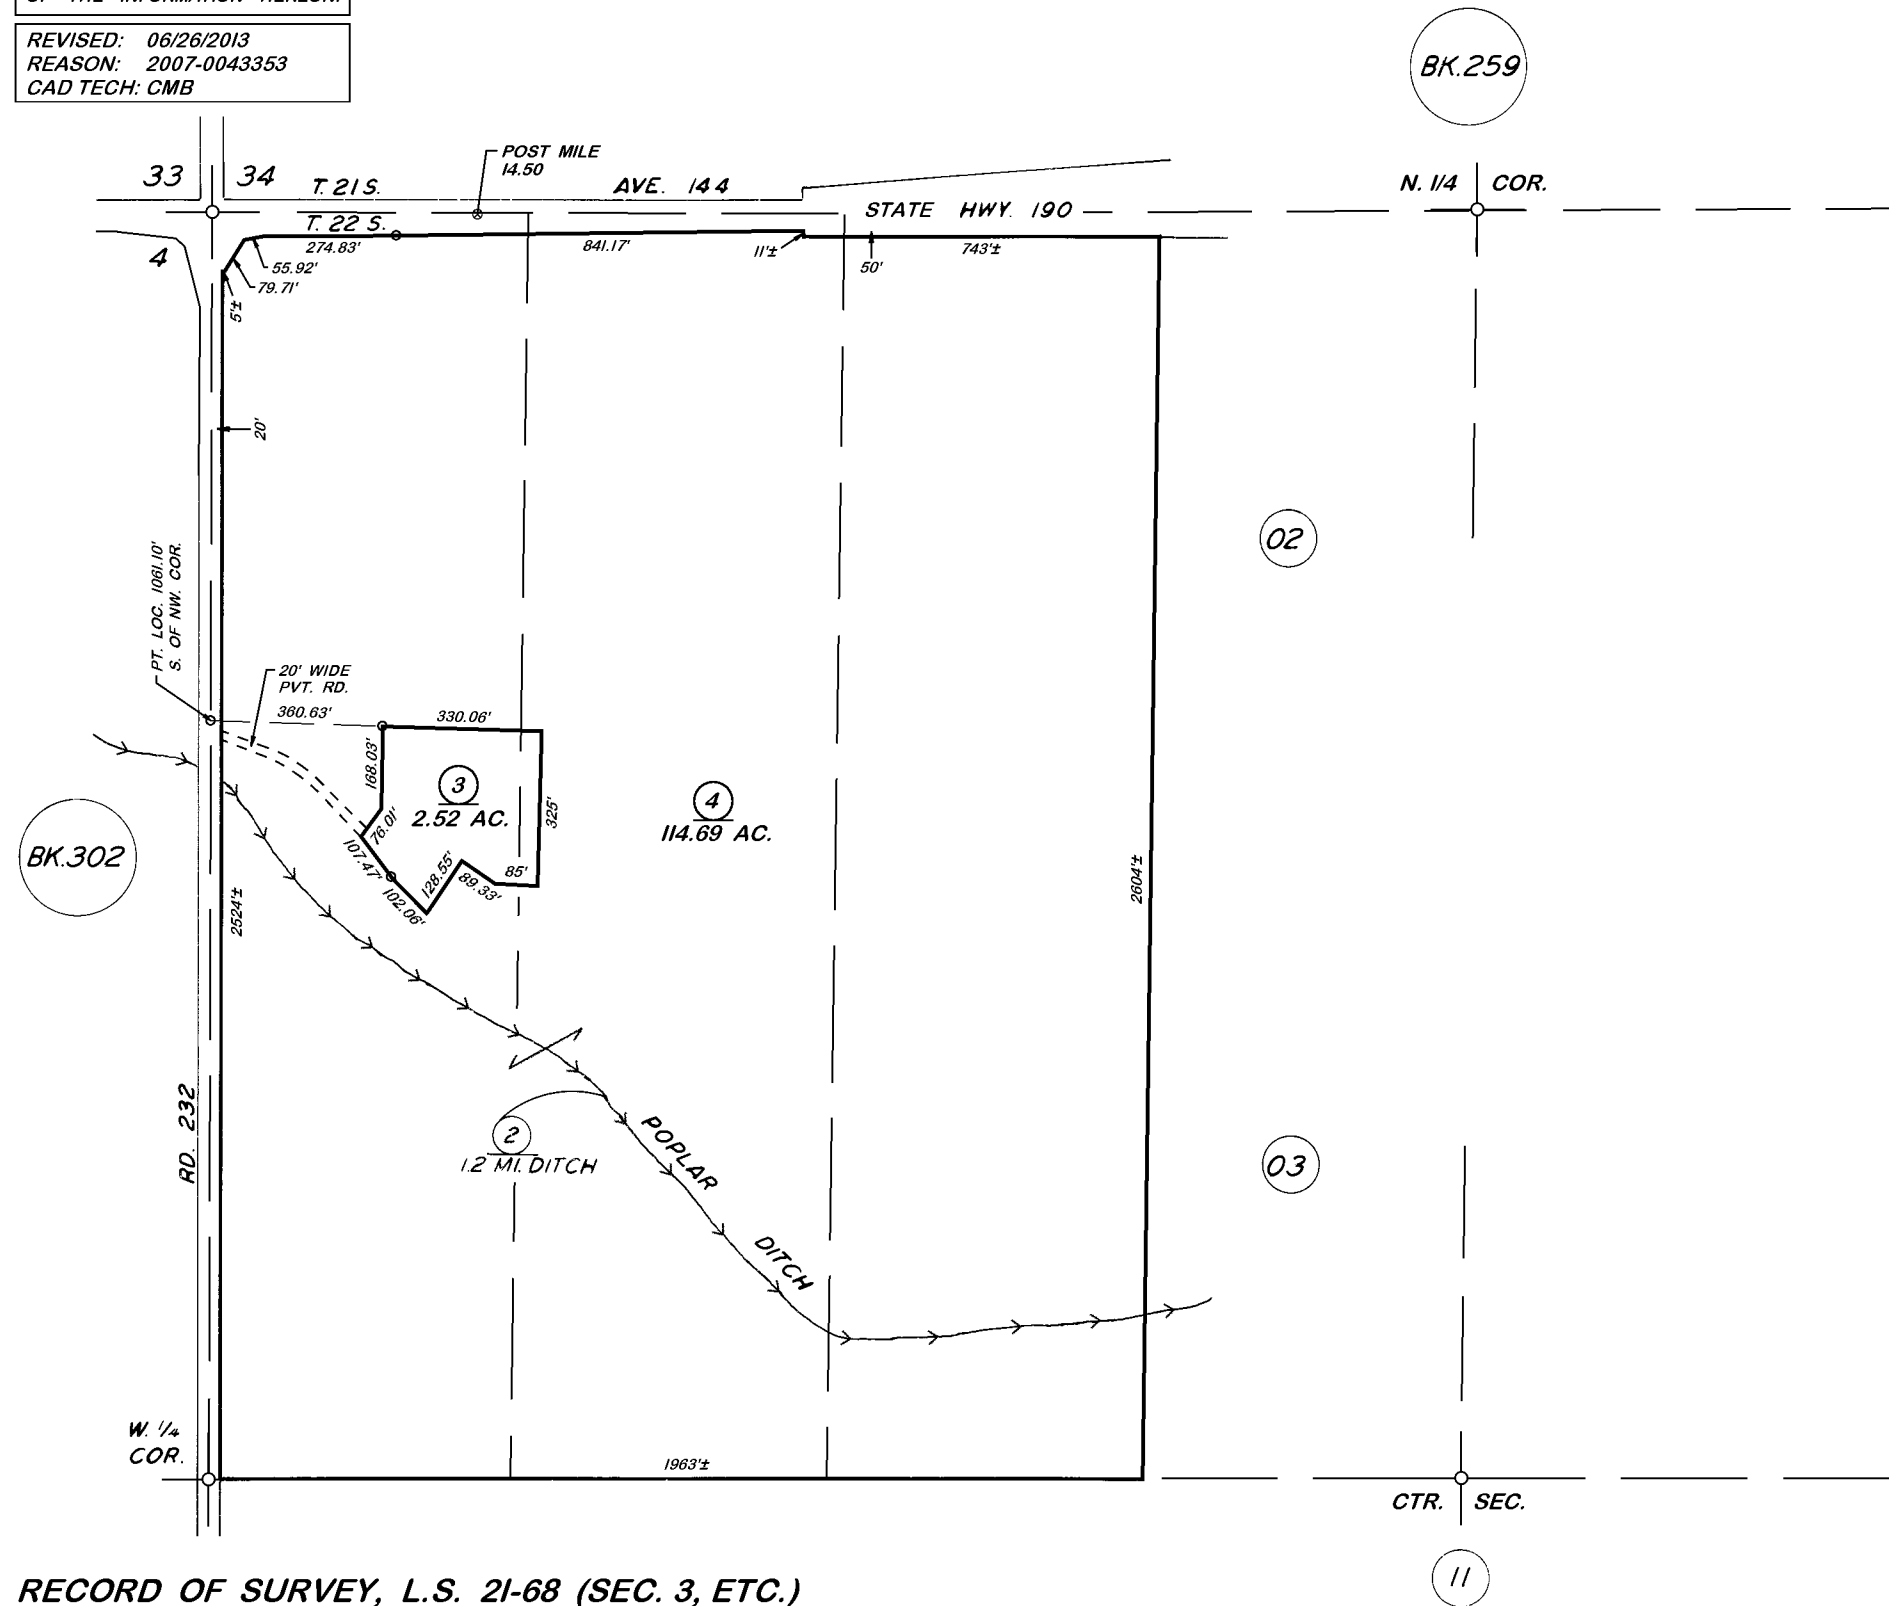 OF THE INFORMATION HEREON.
REVISED: 06/26/2013
REASON: 2007-0043353
CAD TECH: CMB
BK.259
POST MILE
14.50
33
34
T. 21 S.
AVE. 144
N. 1/4 COR.
STATE HWY. 190
T. 22 S.
4
274.83'
841.17'
11'±
50'
743'±
55.92'
79.71'
5'±
20'
02
PT. LOC. 1061.10'
S. OF NW. COR.
20' WIDE
PVT. RD.
360.63'
330.06'
168.03'
3
2.52 AC.
325'
4
114.69 AC.
76.01'
107.47'
102.06'
128.55'
89.33'
85'
BK.302
2524'±
2604'±
RD. 232
2
1.2 MI. DITCH
POPLAR
DITCH
03
W. 1/4
COR.
1963'±
CTR. SEC.
11
RECORD OF SURVEY, L.S. 21-68 (SEC. 3, ETC.)